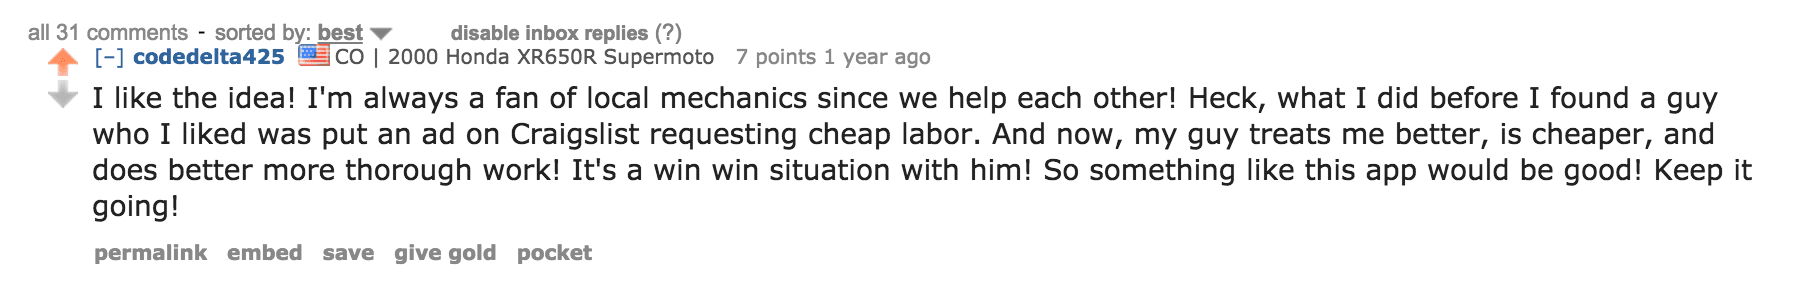 all 31 comments - sorted by: best
disable inbox replies (?)
[–] codedelta425 CO | 2000 Honda XR650R Supermoto 7 points 1 year ago
I like the idea! I'm always a fan of local mechanics since we help each other! Heck, what I did before I found a guy
who I liked was put an ad on Craigslist requesting cheap labor. And now, my guy treats me better, is cheaper, and
does better more thorough work! It's a win win situation with him! So something like this app would be good! Keep it
going!
permalink embed save give gold pocket